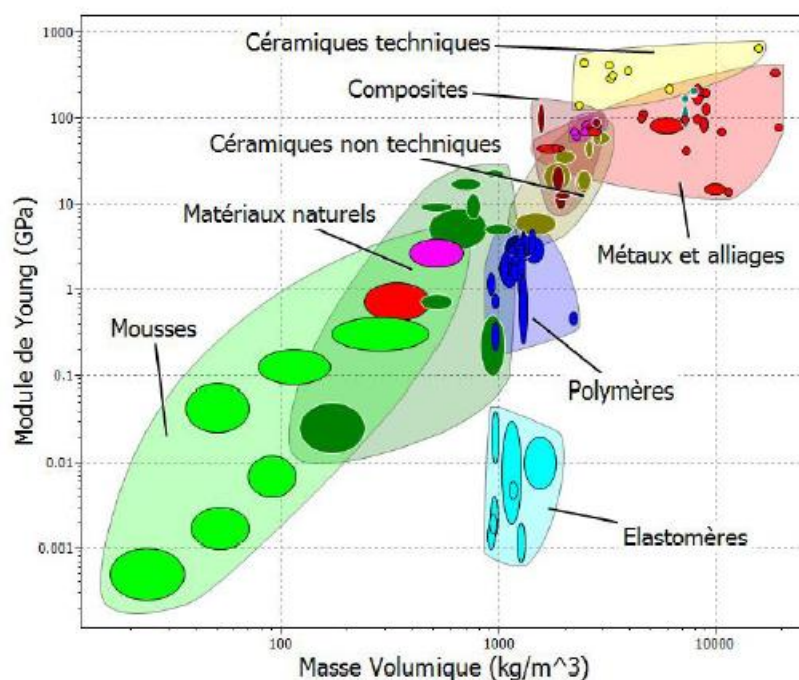 1000
Céramiques techniques
Composites
100
Céramiques non techniques
10
Matériaux naturels
Métaux et alliages
Module de Young (GPa)
1
Mousses
Polymères
0.1
0.01
Elastomères
0.001
100
1000
10000
Masse Volumique (kg/m^3)